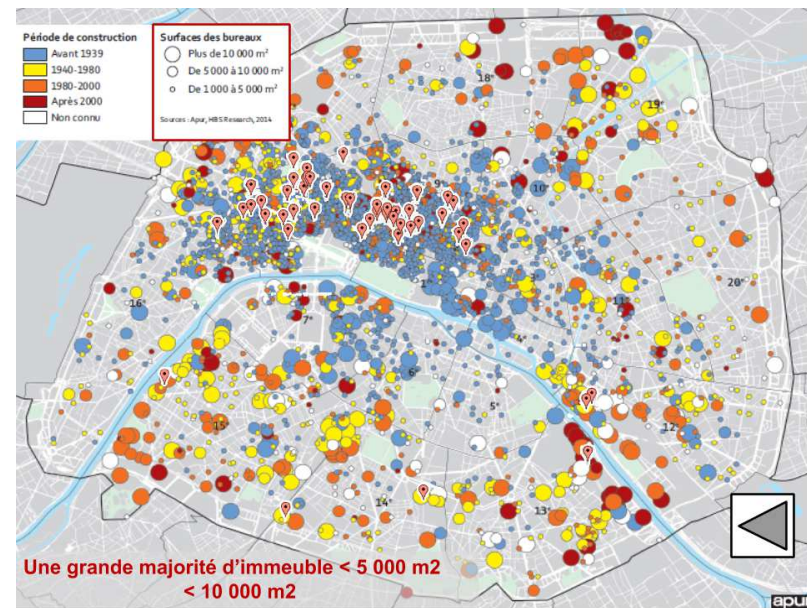 Période de construction
Avant 1939
1940-1980
1980-2000
Après 2000
Non connu
Surfaces des bureaux
Plus de 10 000 m²
De 5 000 à 10 000 m²
De 1 000 à 5 000 m²
Sources : Apur, HBS Research, 2014
18e
19e
9e
10e
16e
1e
3e
20e
11e
7e
4e
6e
5e
15e
12e
14e
13e
Une grande majorité d’immeuble < 5 000 m2
< 10 000 m2
apur